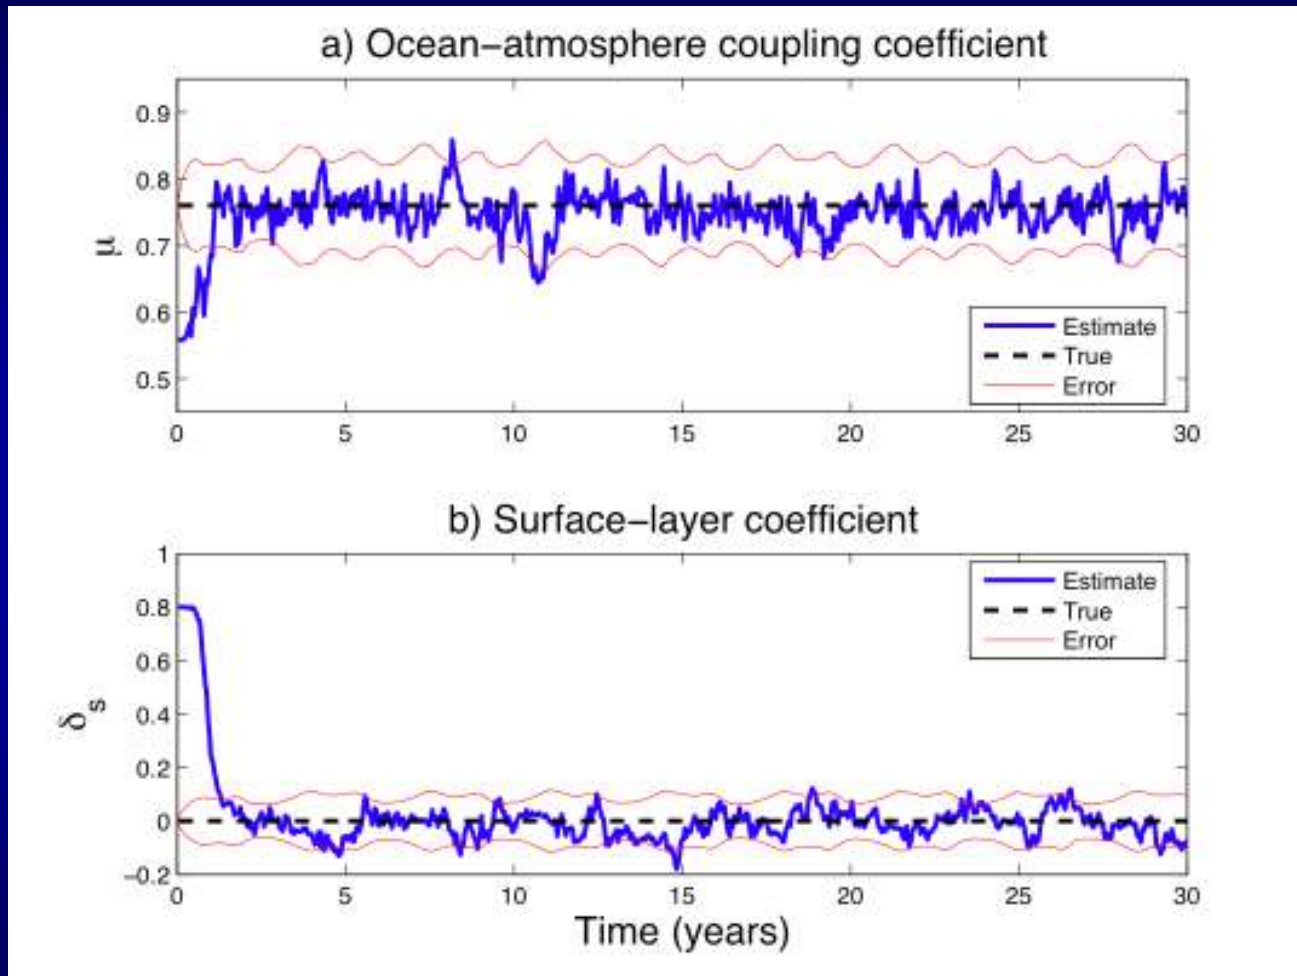 a) Ocean−atmosphere coupling coefficient
0.9
0.8
0.7
0.6
0.5
μ
Estimate
True
Error
0 5 10 15 20 25 30
b) Surface−layer coefficient
1
0.8
0.6
0.4
0.2
0
−0.2
δs
Estimate
True
Error
0 5 10 15 20 25 30
Time (years)